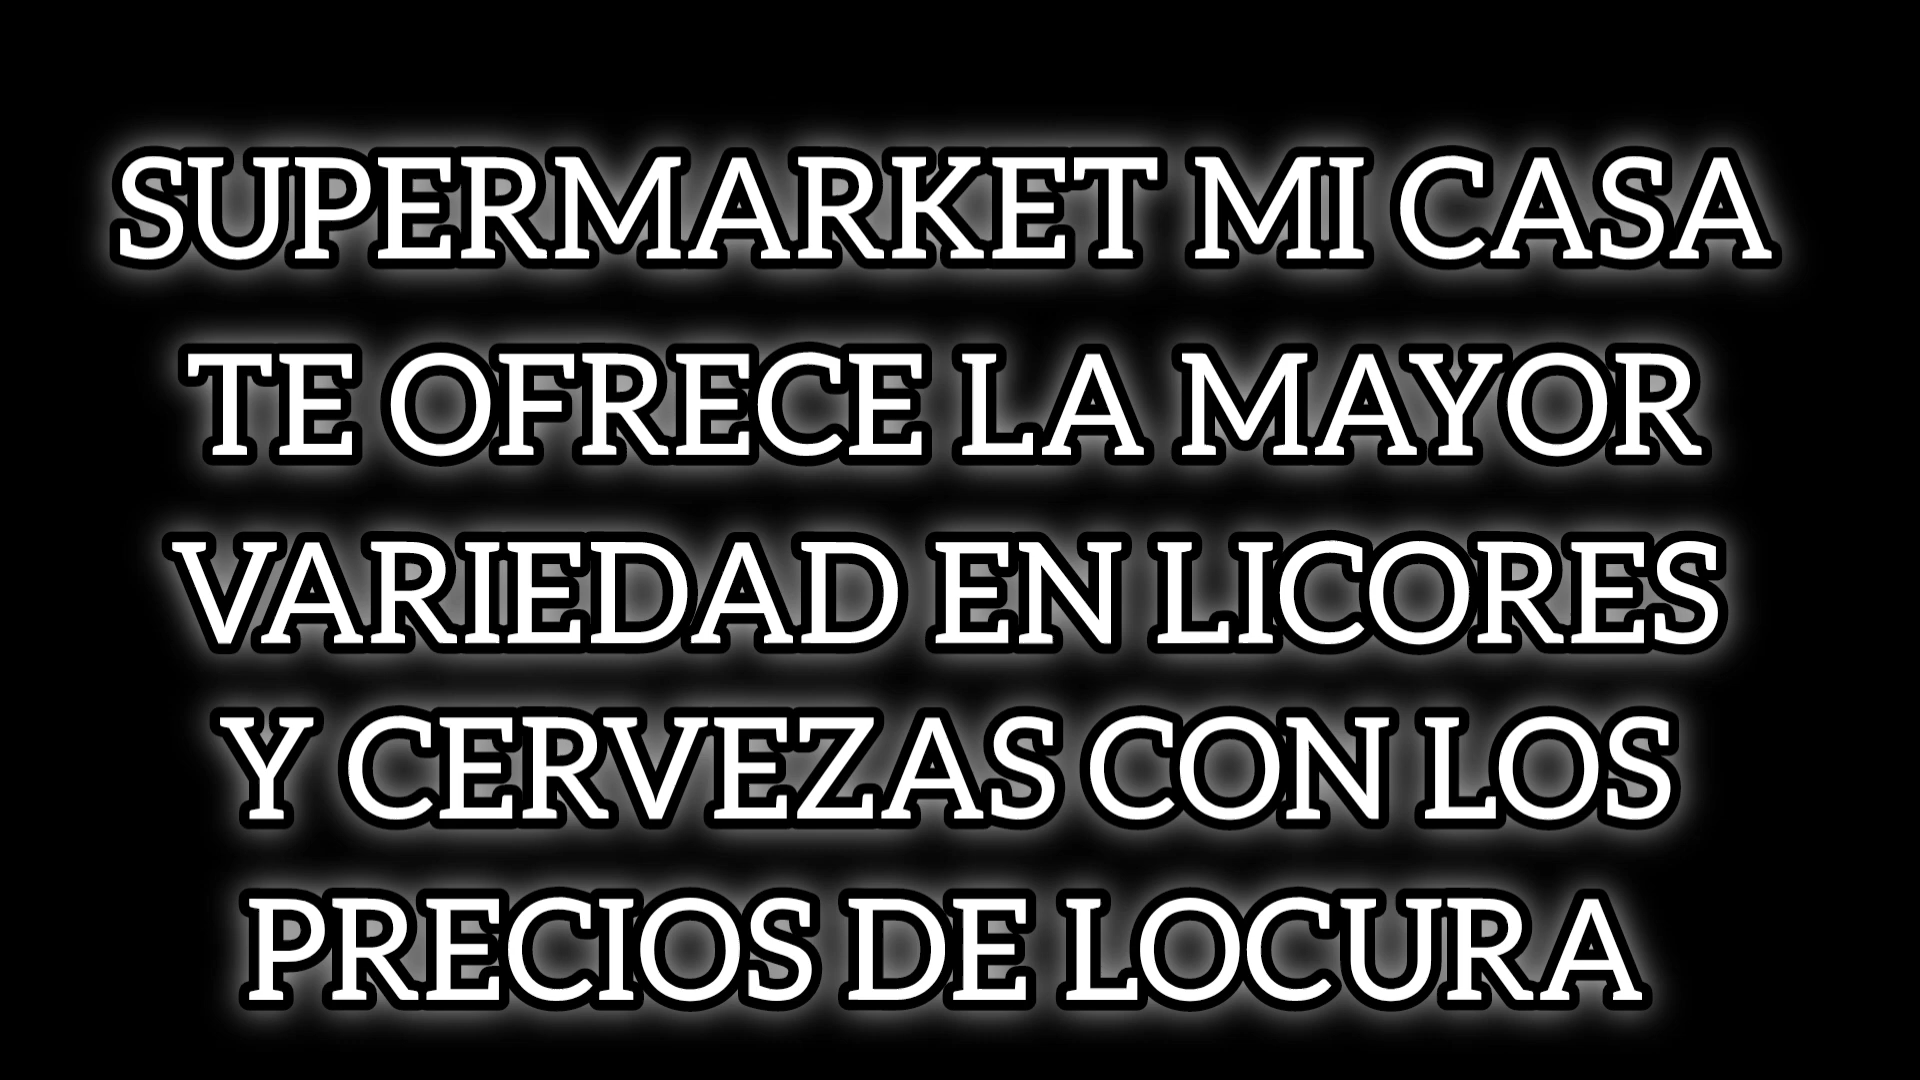 SUPERMARKET MI CASA
TE OFRECE LA MAYOR
VARIEDAD EN LICORES
Y CERVEZAS CON LOS
PRECIOS DE LOCURA